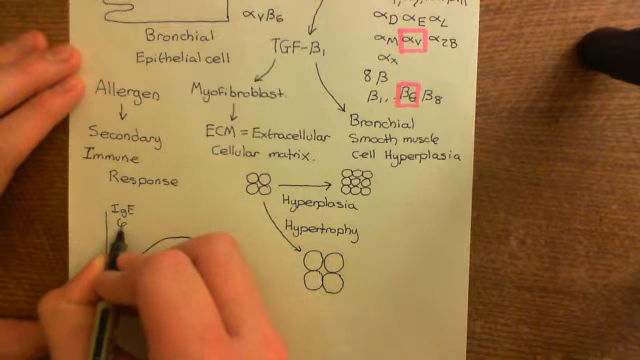 αvβ6
Bronchial
Epithelial cell
TGF-β1
αD αE αL
αM αv α2B
αx
8 β
β1... β6 β8
Allergen
Myofibroblast
Secondary
Immune
Response
ECM = Extracellular
Cellular matrix.
Bronchial
Smooth muscle
Cell Hyperplasia
Hyperplasia
Hypertrophy
IgE